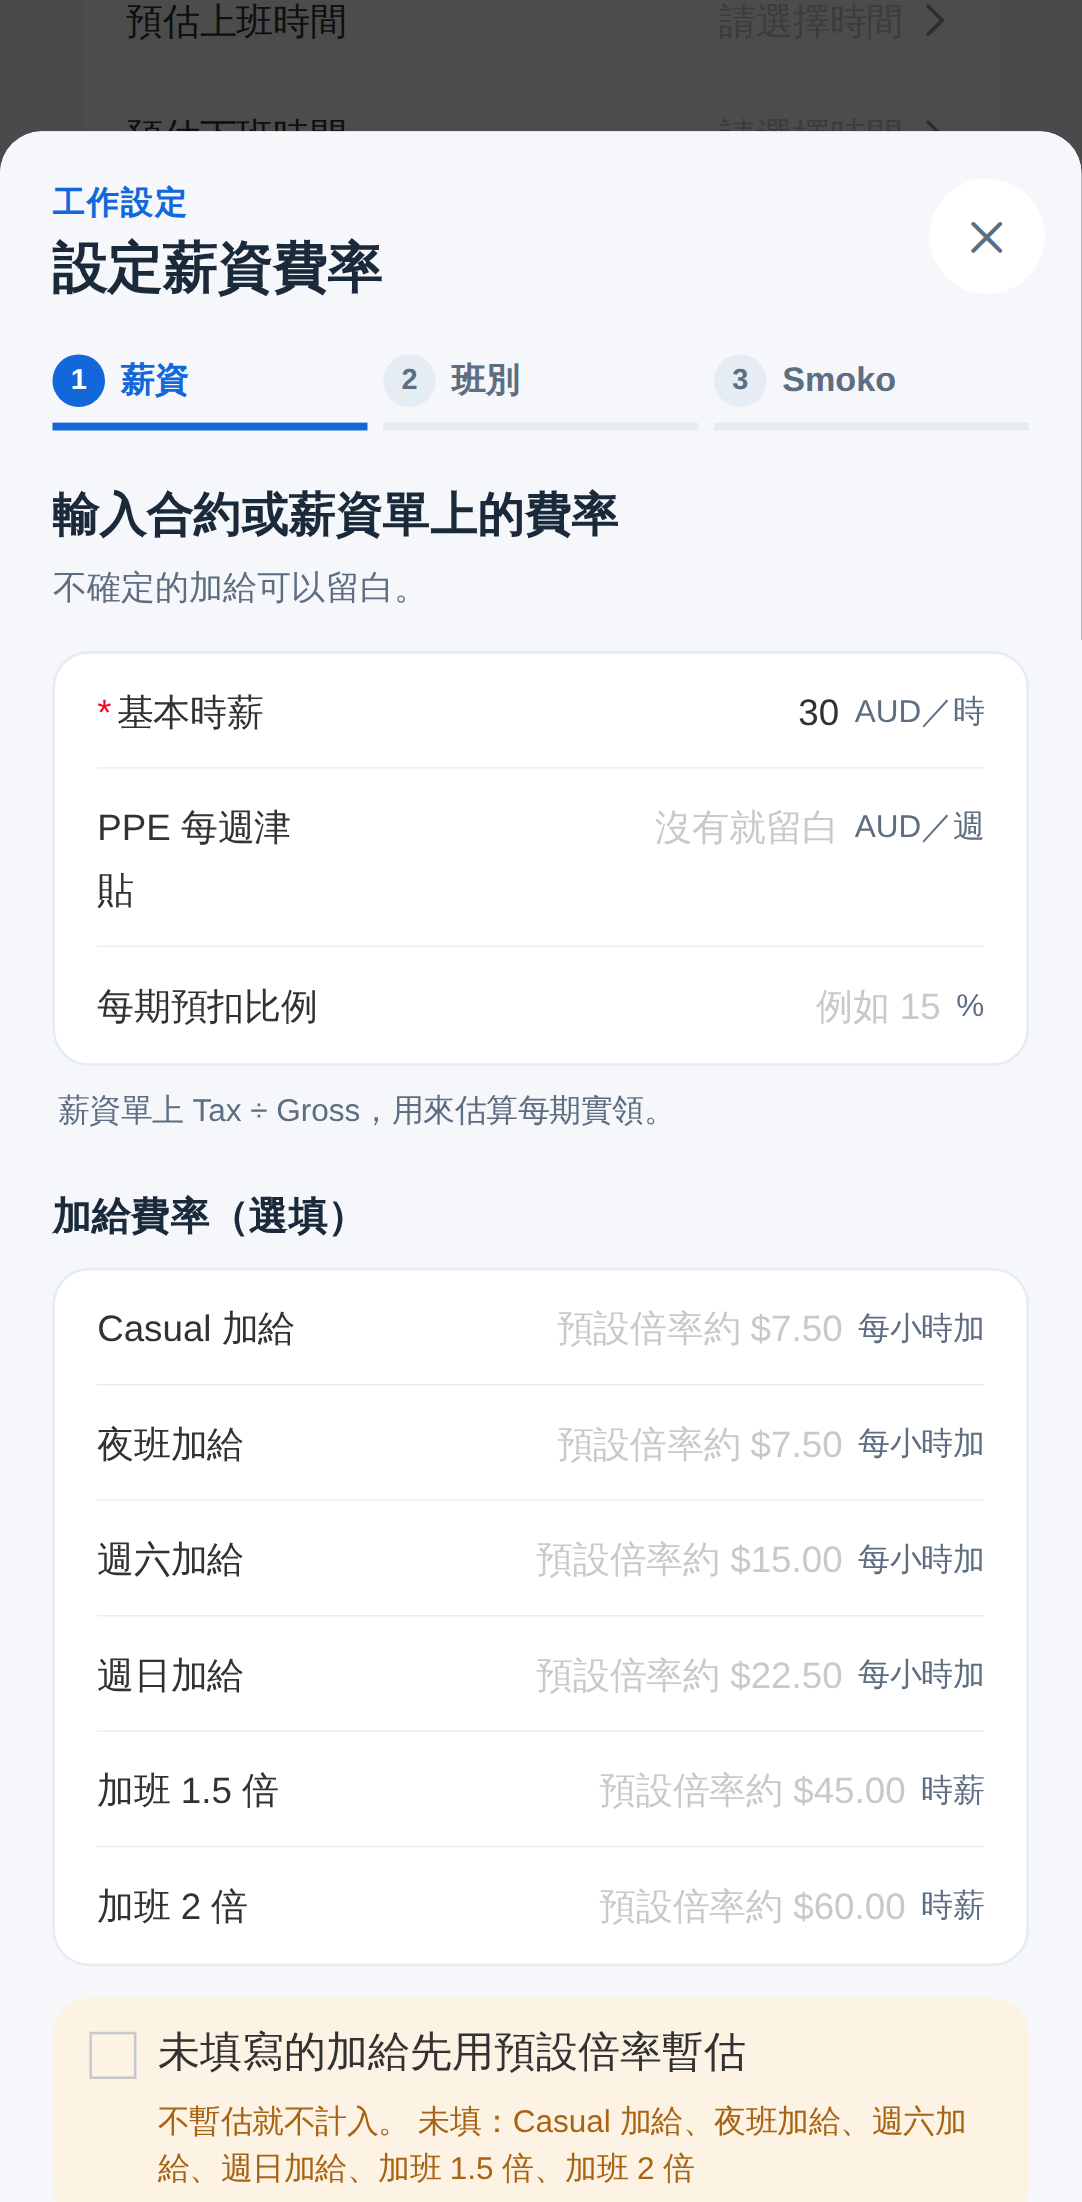 預估上班時間 請選擇時間
預估下班時間 請選擇時間
工作設定
設定薪資費率
1 薪資 2 班別 3 Smoko
輸入合約或薪資單上的費率
不確定的加給可以留白。
*基本時薪 30 AUD／時
PPE 每週津貼 沒有就留白 AUD／週
每期預扣比例 例如 15 %
薪資單上 Tax ÷ Gross，用來估算每期實領。
加給費率（選填）
Casual 加給 預設倍率約 $7.50 每小時加
夜班加給 預設倍率約 $7.50 每小時加
週六加給 預設倍率約 $15.00 每小時加
週日加給 預設倍率約 $22.50 每小時加
加班 1.5 倍 預設倍率約 $45.00 時薪
加班 2 倍 預設倍率約 $60.00 時薪
未填寫的加給先用預設倍率暫估
不暫估就不計入。 未填：Casual 加給、夜班加給、週六加
給、週日加給、加班 1.5 倍、加班 2 倍